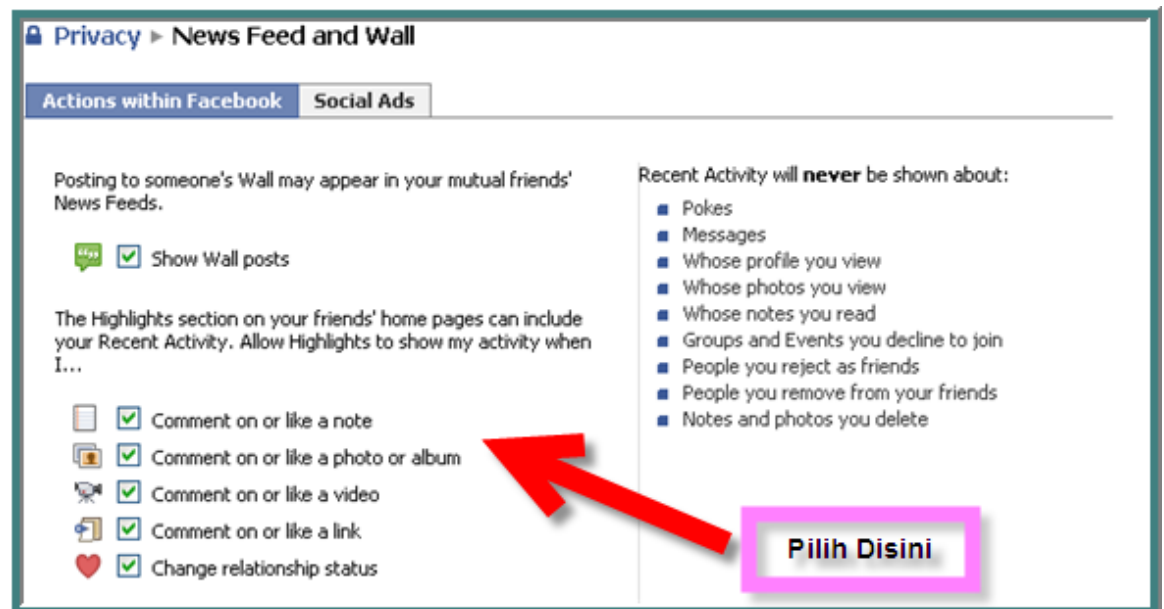 Privacy ► News Feed and Wall
Actions within Facebook
Social Ads
Posting to someone's Wall may appear in your mutual friends'
News Feeds.
Show Wall posts
The Highlights section on your friends' home pages can include
your Recent Activity. Allow Highlights to show my activity when
I...
Comment on or like a note
Comment on or like a photo or album
Comment on or like a video
Comment on or like a link
Change relationship status
Recent Activity will never be shown about:
Pokes
Messages
Whose profile you view
Whose photos you view
Whose notes you read
Groups and Events you decline to join
People you reject as friends
People you remove from your friends
Notes and photos you delete
Pilih Disini